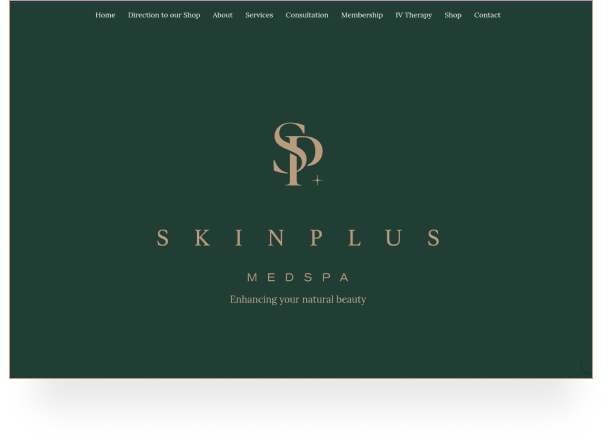 Home Direction to our Shop About Services Consultation Membership IV Therapy Shop Contact
SP
SKINPLUS
MEDSPA
Enhancing your natural beauty